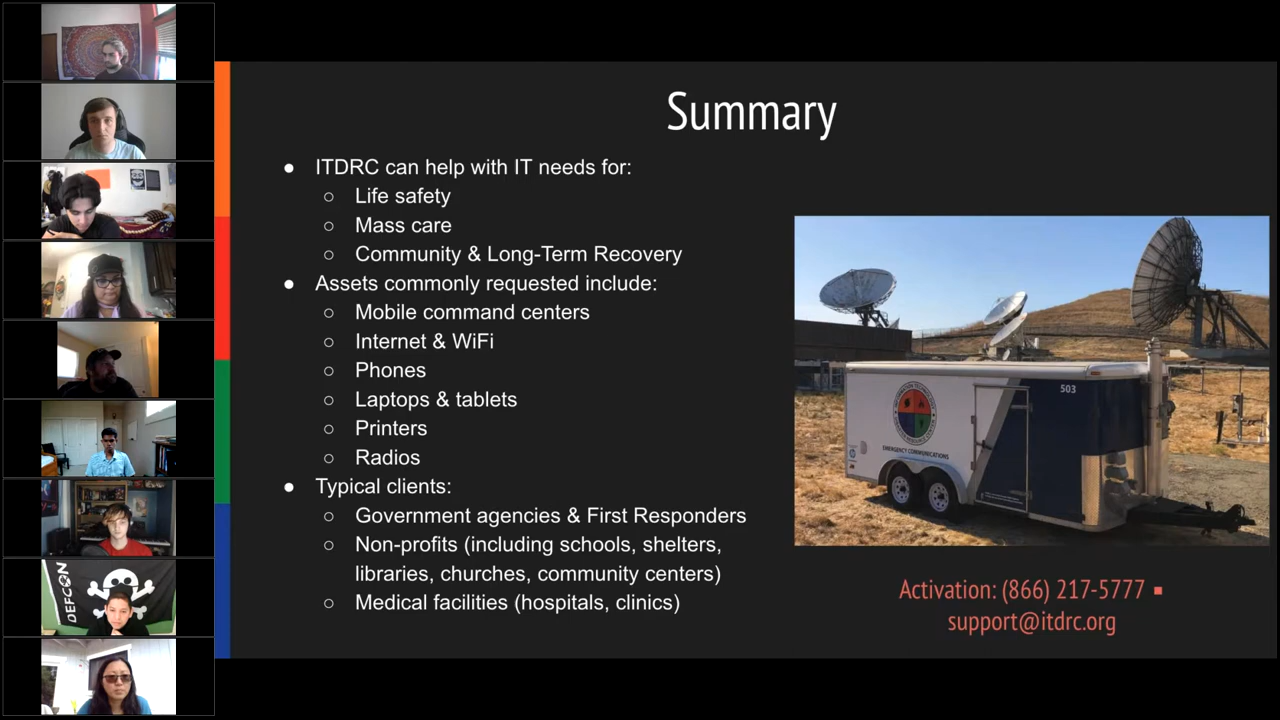 Summary
● ITDRC can help with IT needs for:
○ Life safety
○ Mass care
○ Community & Long-Term Recovery
● Assets commonly requested include:
○ Mobile command centers
○ Internet & WiFi
○ Phones
○ Laptops & tablets
○ Printers
○ Radios
● Typical clients:
○ Government agencies & First Responders
○ Non-profits (including schools, shelters,
libraries, churches, community centers)
○ Medical facilities (hospitals, clinics)
503
EMERGENCY COMMUNICATIONS
Activation: (866) 217-5777 ▪
support@itdrc.org
DEFCON